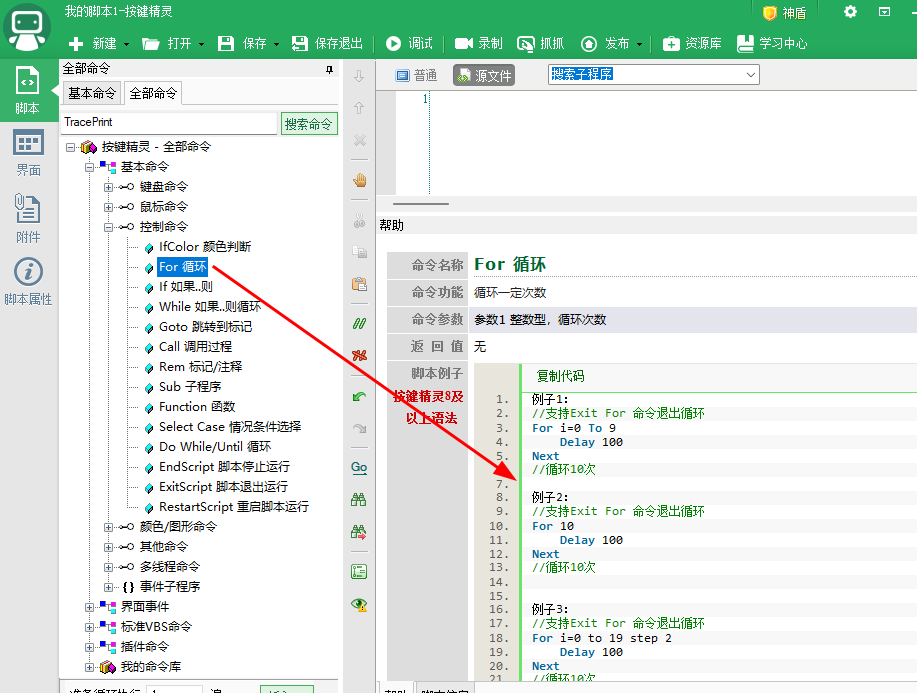 我的脚本1-按键精灵
神盾
新建 打开 保存 保存退出 调试 录制 抓抓 发布 资源库 学习中心
脚本
界面
附件
脚本属性
全部命令
基本命令 全部命令
TracePrint 搜索命令
按键精灵 - 全部命令
基本命令
键盘命令
鼠标命令
控制命令
IfColor 颜色判断
For 循环
If 如果..则
While 如果..则循环
Goto 跳转到标记
Call 调用过程
Rem 标记/注释
Sub 子程序
Function 函数
Select Case 情况条件选择
Do While/Until 循环
EndScript 脚本停止运行
ExitScript 脚本退出运行
RestartScript 重启脚本运行
颜色/图形命令
其他命令
多线程命令
{} 事件子程序
界面事件
标准VBS命令
插件命令
我的命令库
Go
普通 源文件 搜索子程序
1
帮助
命令名称 For 循环
命令功能 循环一定次数
命令参数 参数1 整数型，循环次数
返 回 值 无
脚本例子
按键精灵8及
以上语法
复制代码
1. 例子1:
2. //支持Exit For 命令退出循环
3. For i=0 To 9
4. Delay 100
5. Next
6. //循环10次
7.
8. 例子2:
9. //支持Exit For 命令退出循环
10. For 10
11. Delay 100
12. Next
13. //循环10次
14.
15.
16. 例子3:
17. //支持Exit For 命令退出循环
18. For i=0 to 19 step 2
19. Delay 100
20. Next
21. //循环10次